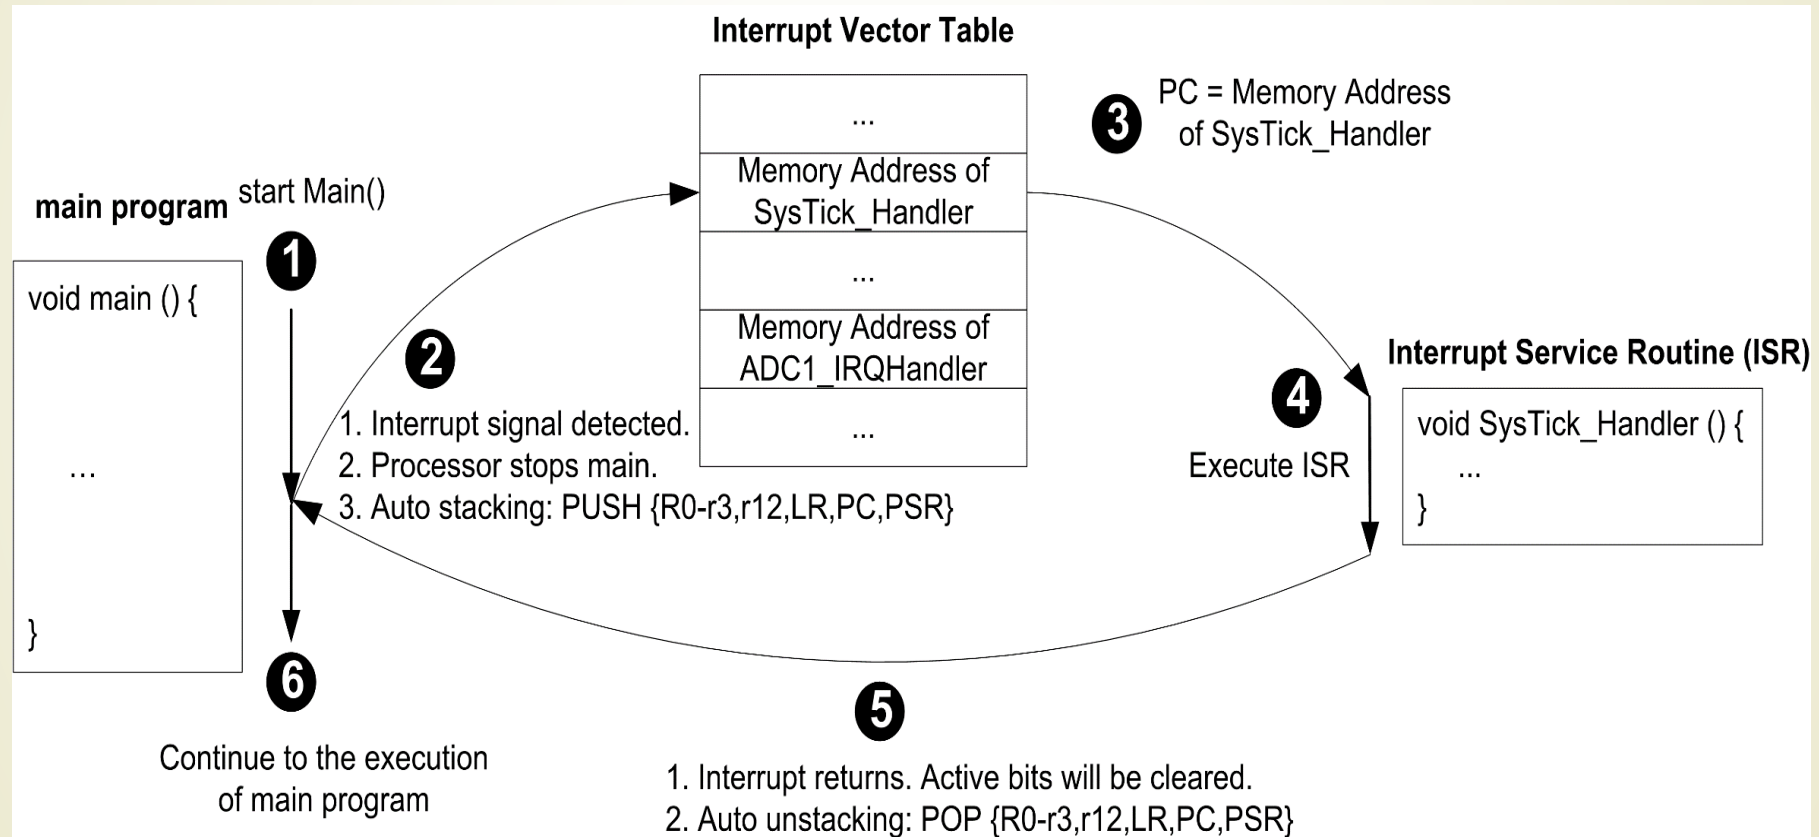 Interrupt Vector Table
...
Memory Address of
SysTick_Handler
...
Memory Address of
ADC1_IRQHandler
...
3
PC = Memory Address
of SysTick_Handler
main program
start Main()
1
void main () {
...
}
2
1. Interrupt signal detected.
2. Processor stops main.
3. Auto stacking: PUSH {R0-r3,r12,LR,PC,PSR}
4
Execute ISR
Interrupt Service Routine (ISR)
void SysTick_Handler () {
...
}
5
1. Interrupt returns. Active bits will be cleared.
2. Auto unstacking: POP {R0-r3,r12,LR,PC,PSR}
6
Continue to the execution
of main program